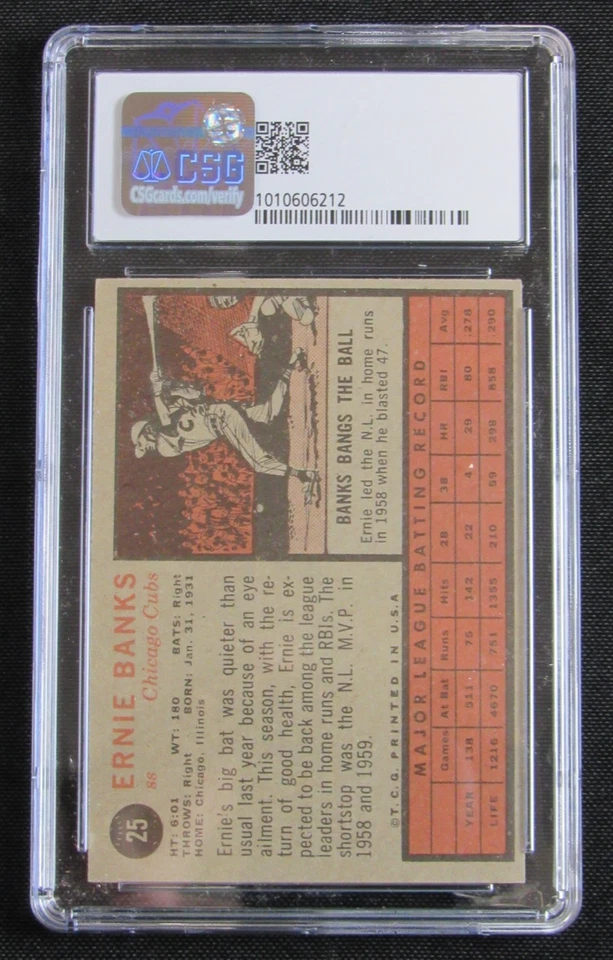 CSG
CSGcards.com/verify
1010606212
25
ERNIE BANKS
ss Chicago Cubs
HT: 6:01 WT: 180 BATS: Right
THROWS: Right BORN: Jan. 31, 1931
HOME: Chicago, Illinois
Ernie's big bat was quieter than
usual last year because of an eye
ailment. This season, with the re-
turn of good health, Ernie is ex-
pected to be back among the league
leaders in home runs and RBIs. The
shortstop was the N.L. M.V.P. in
1958 and 1959.
C
BANKS BANGS THE BALL
Ernie led the N.L. in home runs
in 1958 when he blasted 47.
©T.C.G. PRINTED IN U.S.A
MAJOR LEAGUE BATTING RECORD
Games At Bat Runs Hits 2B 3B HR RBI Avg
YEAR 138 511 75 142 22 4 29 80 .278
LIFE 1216 4670 751 1355 210 59 298 858 .290